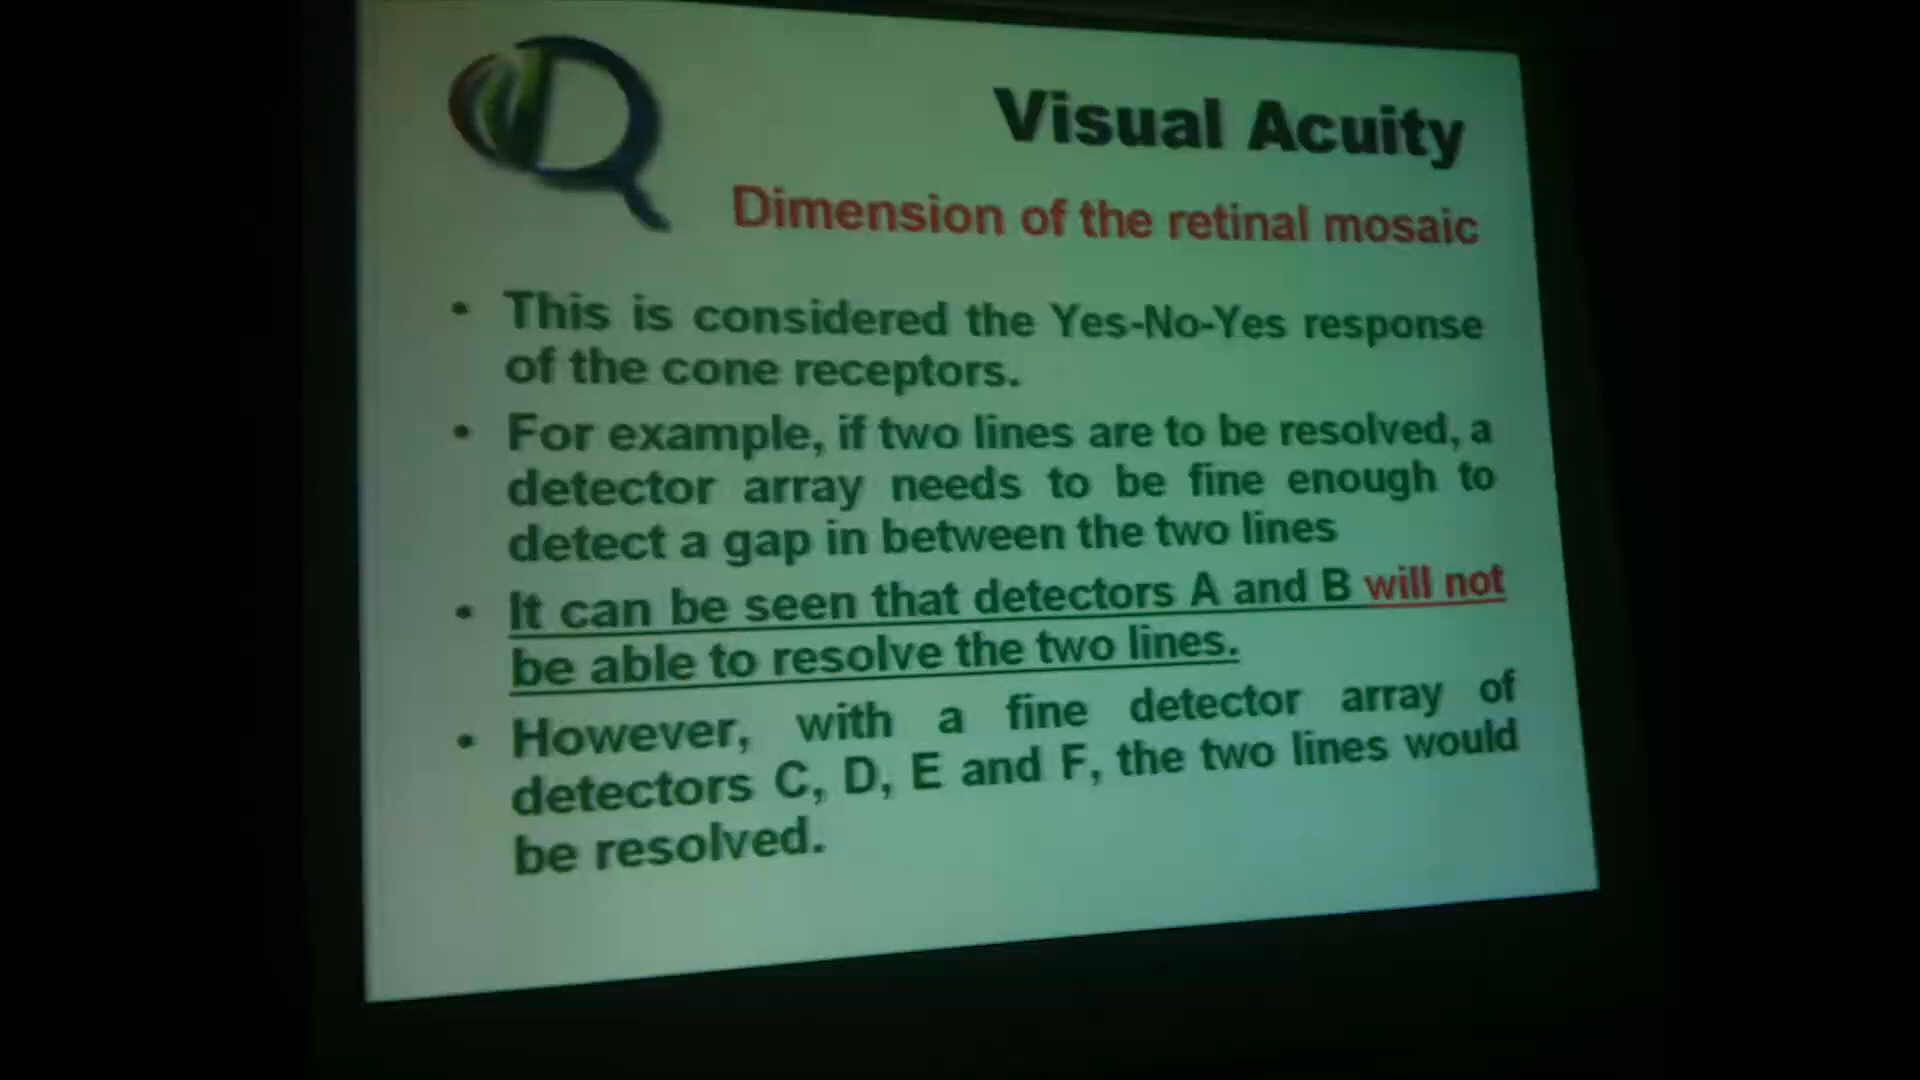 Visual Acuity
Dimension of the retinal mosaic
• This is considered the Yes-No-Yes response
of the cone receptors.
• For example, if two lines are to be resolved, a
detector array needs to be fine enough to
detect a gap in between the two lines
• It can be seen that detectors A and B will not
be able to resolve the two lines.
• However, with a fine detector array of
detectors C, D, E and F, the two lines would
be resolved.